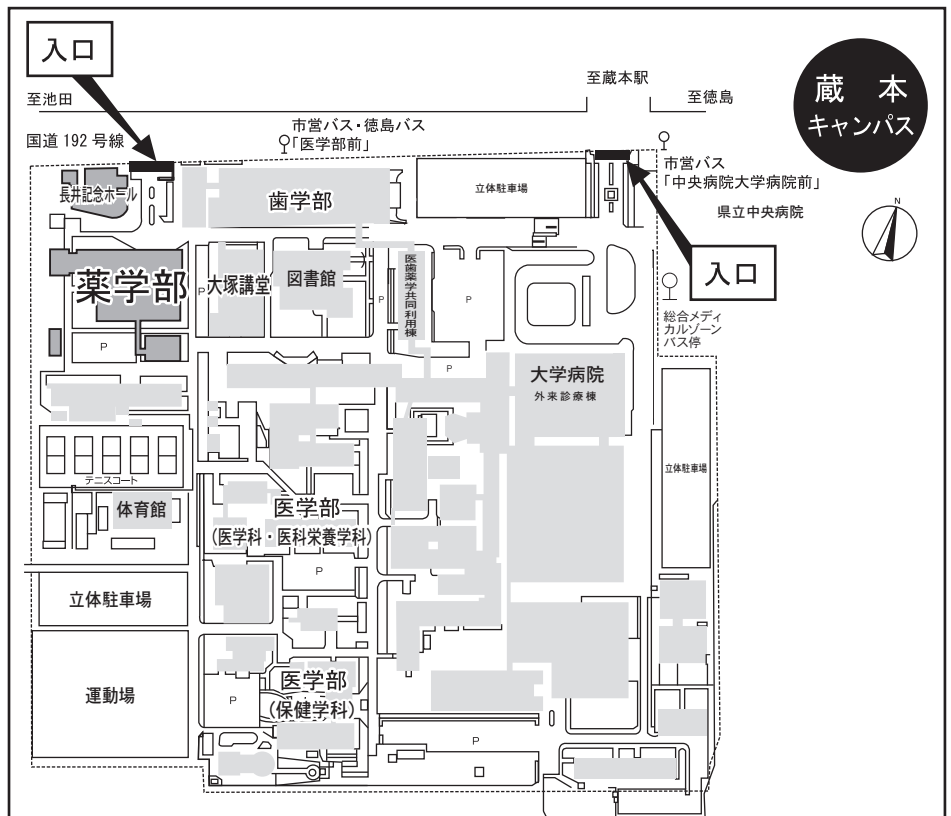 入口
至蔵本駅
至池田
至徳島
蔵 本
キャンパス
国道 192 号線
市営バス・徳島バス
「医学部前」
市営バス
「中央病院大学病院前」
県立中央病院
N
長井記念ホール
歯学部
立体駐車場
入口
薬学部
大塚講堂
図書館
医歯薬学共同利用棟
P
P
P
P
P
総合メディ
カルゾーン
バス停
大学病院
外来診療棟
テニスコート
立体駐車場
体育館
医学部
(医学科・医科栄養学科)
P
立体駐車場
運動場
医学部
(保健学科)
P
P